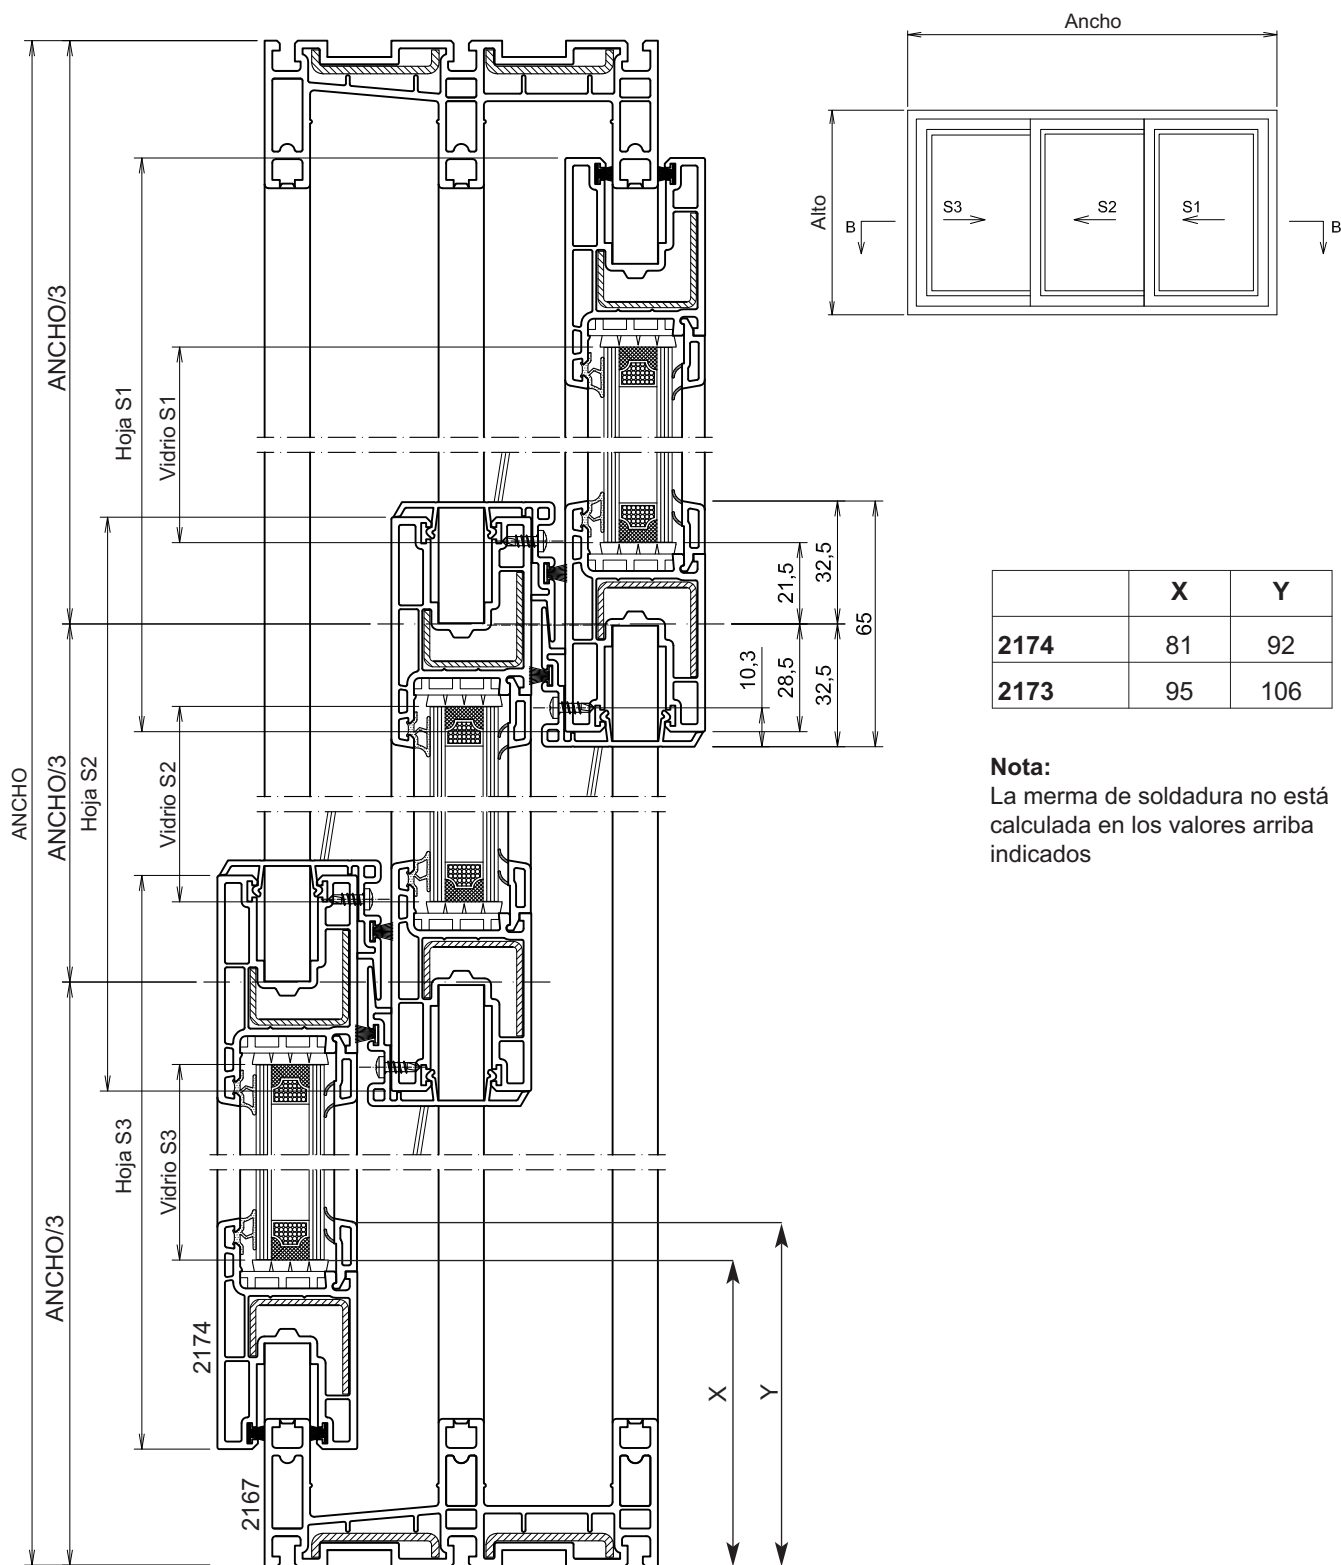 Ancho
Alto
B
S3
S2
S1
B
ANCHO
ANCHO/3
ANCHO/3
ANCHO/3
Hoja S1
Vidrio S1
Hoja S2
Vidrio S2
Hoja S3
Vidrio S3
21,5
32,5
65
10,3
28,5
32,5
X Y
2174 81 92
2173 95 106
Nota:
La merma de soldadura no está
calculada en los valores arriba
indicados
2174
2167
X
Y